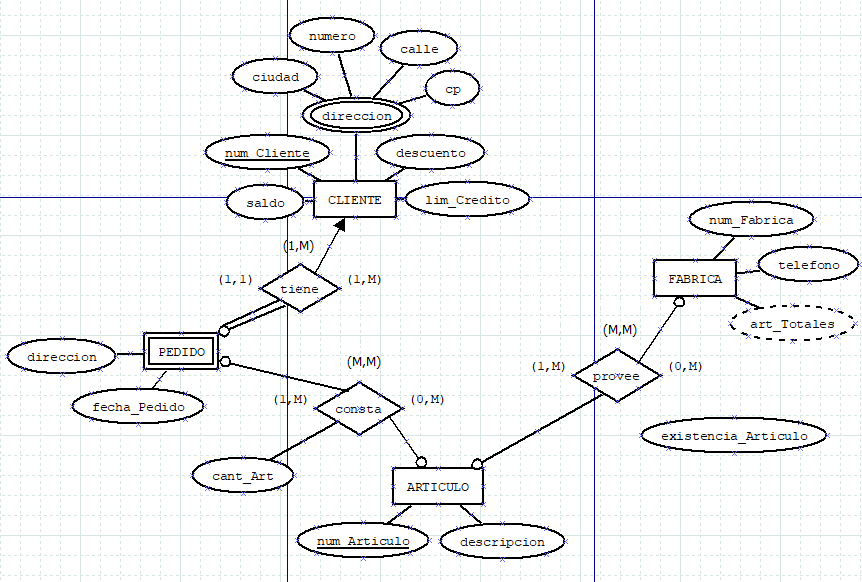 numero
calle
ciudad
cp
direccion
num_Cliente
descuento
saldo
CLIENTE
lim_Credito
num_Fabrica
(1,M)
telefono
(1,1)
tiene
(1,M)
FABRICA
art_Totales
(M,M)
PEDIDO
direccion
(M,M)
(1,M)
provee
(0,M)
fecha_Pedido
(1,M)
consta
(0,M)
existencia_Articulo
cant_Art
ARTICULO
num_Articulo
descripcion